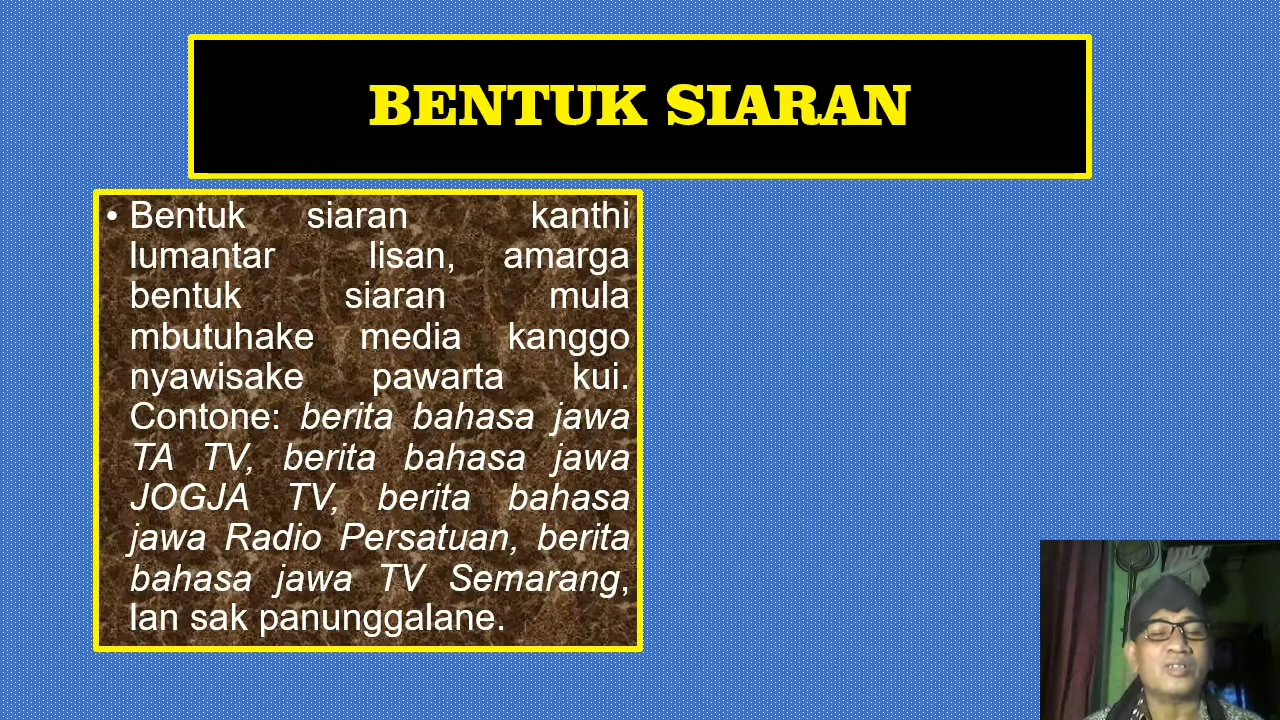 BENTUK SIARAN
• Bentuk siaran kanthi
lumantar lisan, amarga
bentuk siaran mula
mbutuhake media kanggo
nyawisake pawarta kui.
Contone: berita bahasa jawa
TA TV, berita bahasa jawa
JOGJA TV, berita bahasa
jawa Radio Persatuan, berita
bahasa jawa TV Semarang,
lan sak panunggalane.